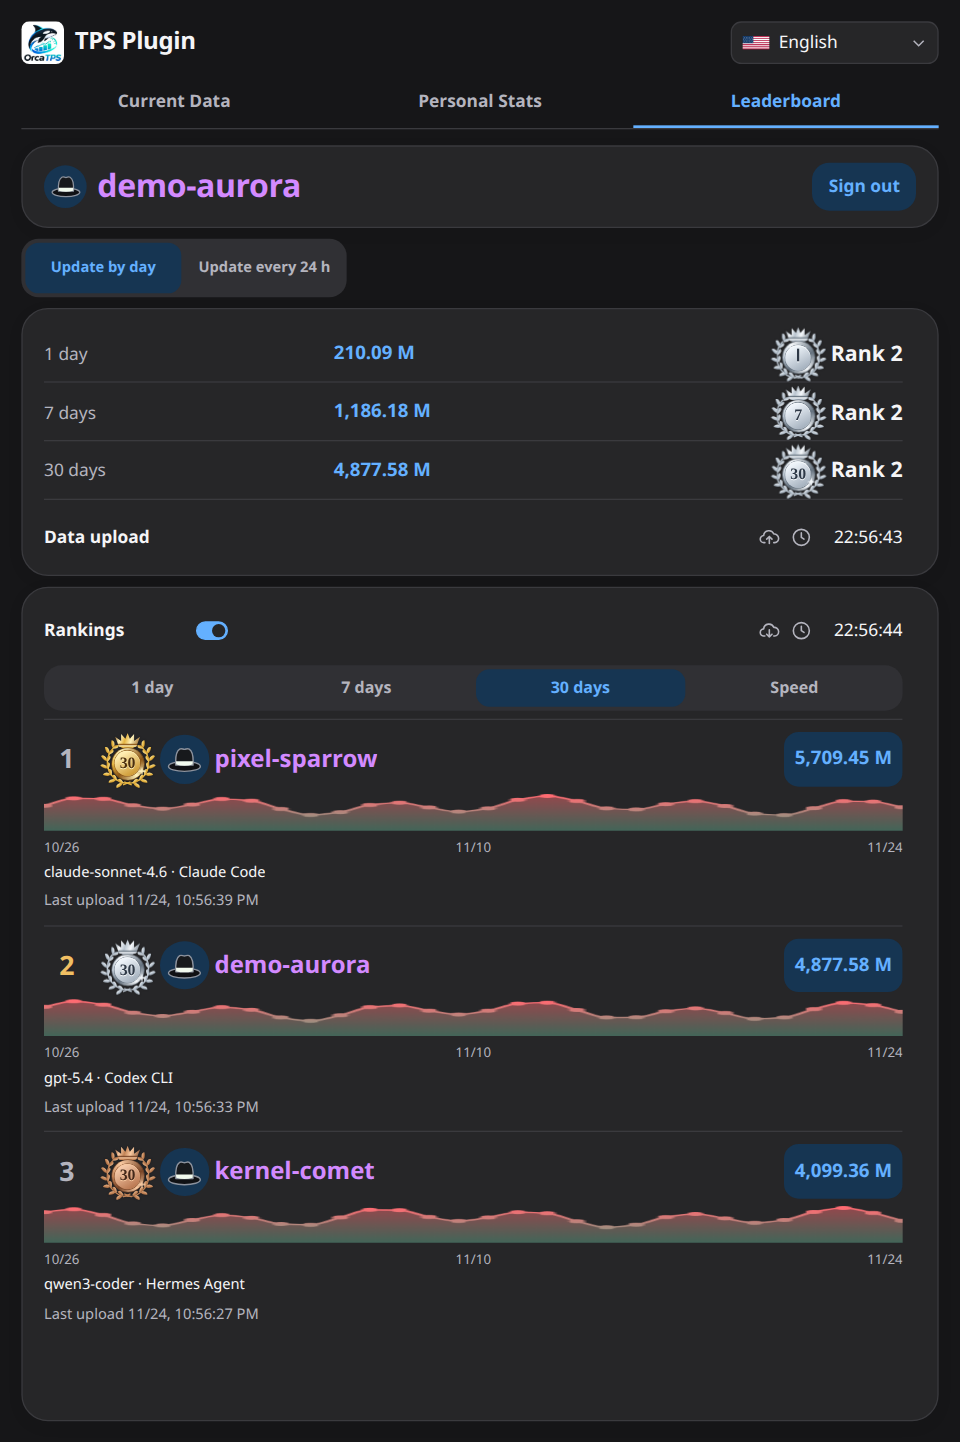 OrcaTPS
TPS Plugin
English
Current Data
Personal Stats
Leaderboard
demo-aurora
Sign out
Update by day
Update every 24 h
1 day
210.09 M
1
Rank 2
7 days
1,186.18 M
7
Rank 2
30 days
4,877.58 M
30
Rank 2
Data upload
22:56:43
Rankings
22:56:44
1 day
7 days
30 days
Speed
1
30
pixel-sparrow
5,709.45 M
10/26
11/10
11/24
claude-sonnet-4.6 · Claude Code
Last upload 11/24, 10:56:39 PM
2
30
demo-aurora
4,877.58 M
10/26
11/10
11/24
gpt-5.4 · Codex CLI
Last upload 11/24, 10:56:33 PM
3
30
kernel-comet
4,099.36 M
10/26
11/10
11/24
qwen3-coder · Hermes Agent
Last upload 11/24, 10:56:27 PM